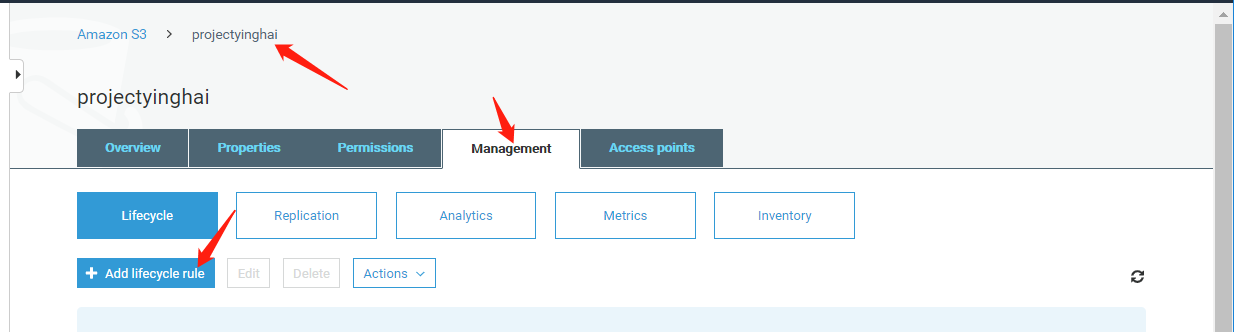 Amazon S3 > projectyinghai
projectyinghai
Overview Properties Permissions Management Access points
Lifecycle Replication Analytics Metrics Inventory
+ Add lifecycle rule Edit Delete Actions